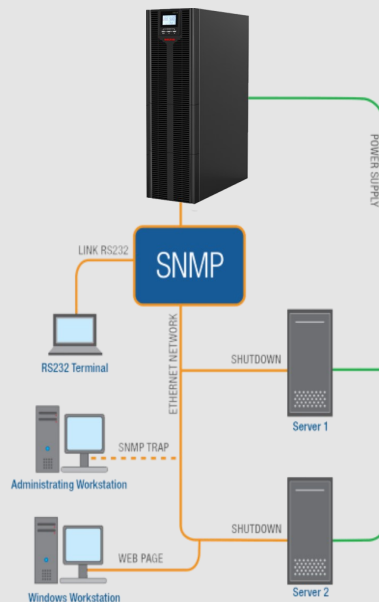 POWER SUPPLY
LINK RS232
SNMP
RS232 Terminal
ETHERNET NETWORK
SHUTDOWN
Server 1
SNMP TRAP
Administrating Workstation
SHUTDOWN
WEB PAGE
Server 2
Windows Workstation